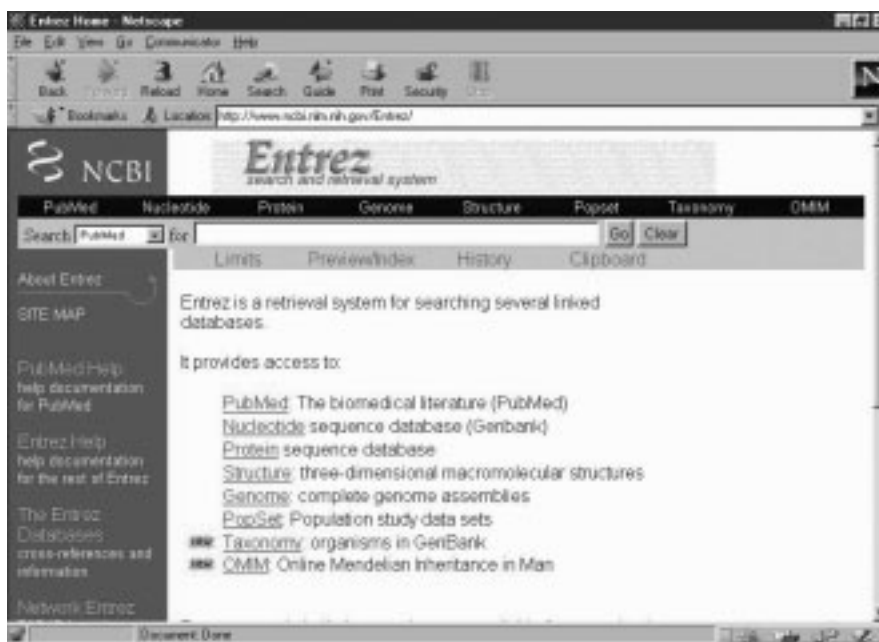 Entrez Home - Netscape
File Edit View Go Communicator Help
Back Forward Reload Home Search Guide Print Security Stop
Bookmarks Location: http://www.ncbi.nlm.nih.gov/Entrez/
N
NCBI
Entrez
search and retrieval system
PubMed Nucleotide Protein Genome Structure Popset Taxonomy OMIM
Search PubMed for Go Clear
Limits Preview/Index History Clipboard
About Entrez
SITE MAP
PubMed Help
help documentation
for PubMed
Entrez Help
help documentation
for the rest of Entrez
The Entrez
Databases
cross-references and
information
Network Entrez
Entrez is a retrieval system for searching several linked
databases.
It provides access to:
PubMed: The biomedical literature (PubMed)
Nucleotide sequence database (Genbank)
Protein sequence database
Structure: three-dimensional macromolecular structures
Genome: complete genome assemblies
PopSet: Population study data sets
Taxonomy: organisms in GenBank
OMIM: Online Mendelian Inheritance in Man
Document: Done